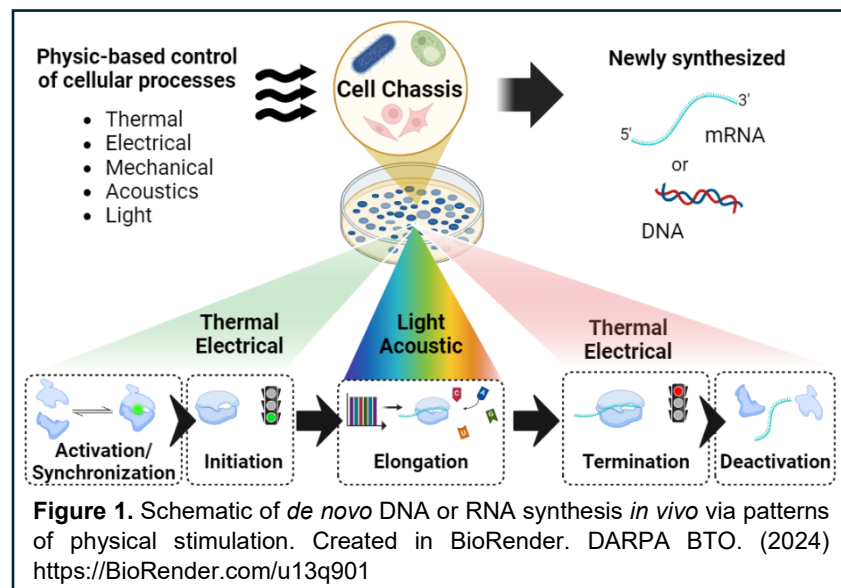 Physic-based control
of cellular processes
• Thermal
• Electrical
• Mechanical
• Acoustics
• Light
Cell Chassis
Newly synthesized
5'
3'
mRNA
or
DNA
Thermal
Electrical
Light
Acoustic
Thermal
Electrical
Activation/
Synchronization
Initiation
C
A
U
G
Elongation
Termination
Deactivation
Figure 1. Schematic of de novo DNA or RNA synthesis in vivo via patterns
of physical stimulation. Created in BioRender. DARPA BTO. (2024)
https://BioRender.com/u13q901